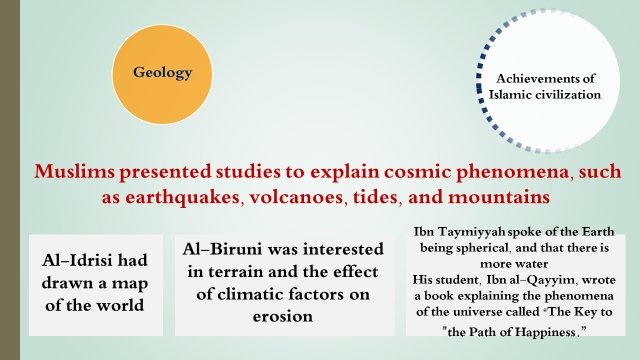 Geology
Achievements of
Islamic civilization
Muslims presented studies to explain cosmic phenomena, such
as earthquakes, volcanoes, tides, and mountains
Al-Idrisi had
drawn a map
of the world
Al-Biruni was interested
in terrain and the effect
of climatic factors on
erosion
Ibn Taymiyyah spoke of the Earth
being spherical, and that there is
more water
His student, Ibn al-Qayyim, wrote
a book explaining the phenomena
of the universe called “The Key to
"the Path of Happiness.”